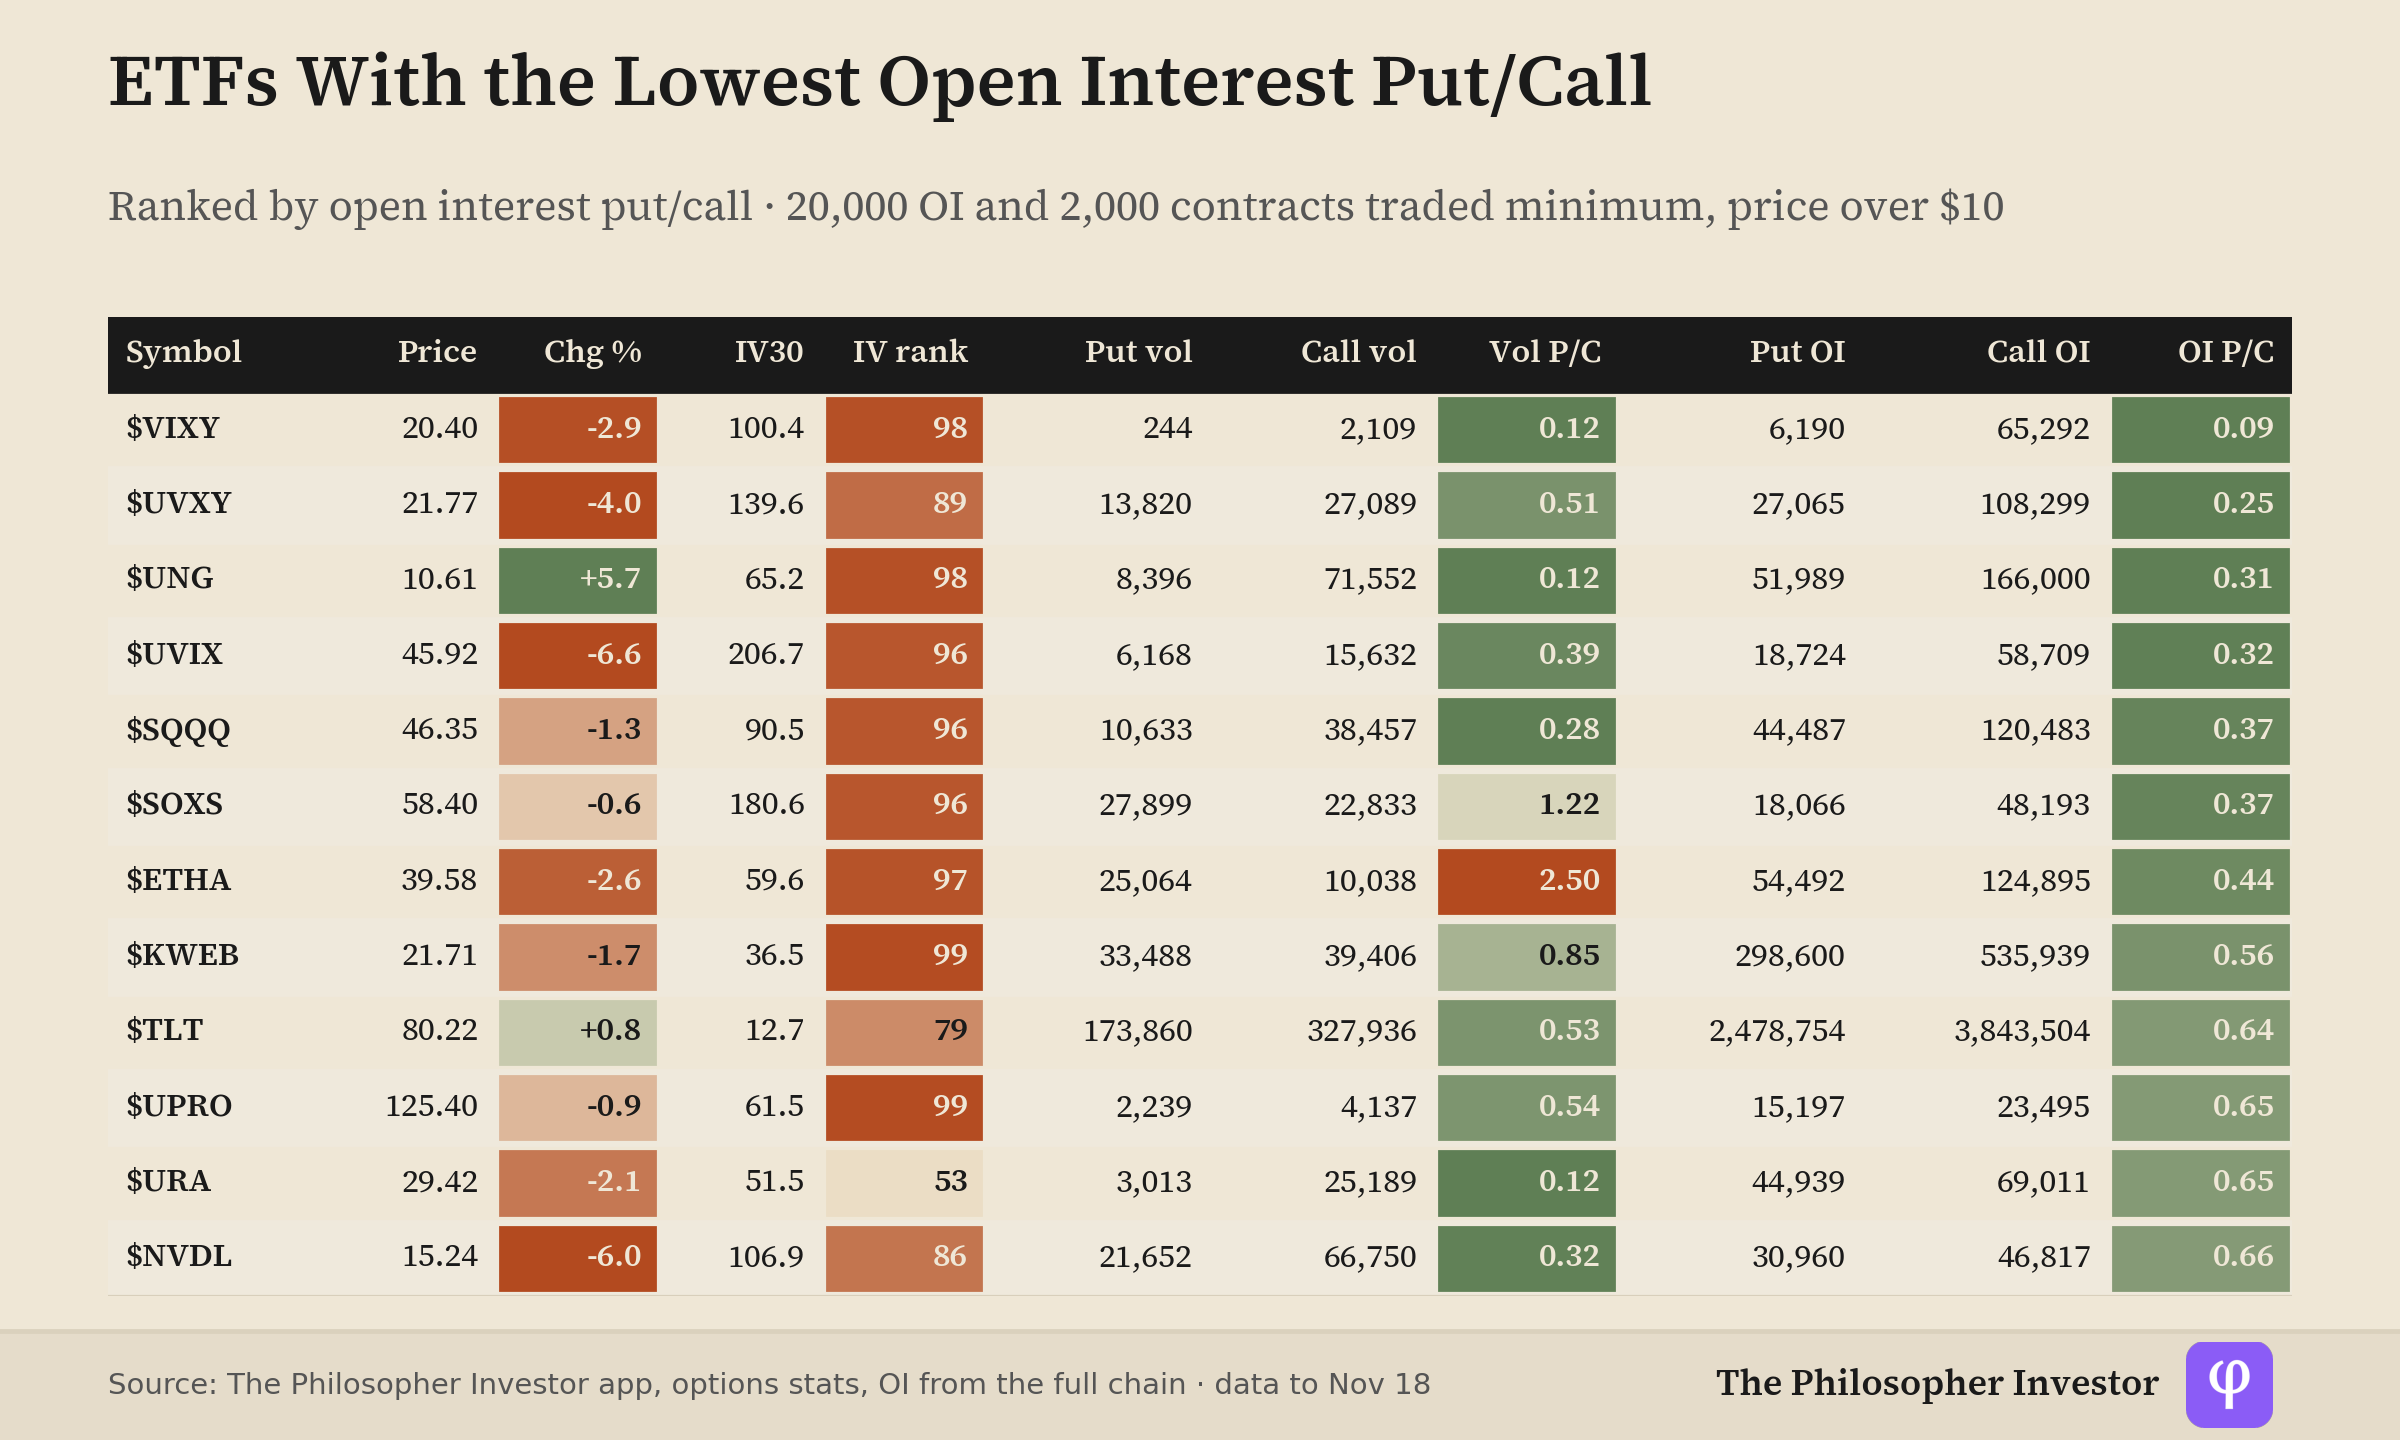 ETFs With the Lowest Open Interest Put/Call
Ranked by open interest put/call · 20,000 OI and 2,000 contracts traded minimum, price over $10
Symbol Price Chg % IV30 IV rank Put vol Call vol Vol P/C Put OI Call OI OI P/C
$VIXY 20.40 -2.9 100.4 98 244 2,109 0.12 6,190 65,292 0.09
$UVXY 21.77 -4.0 139.6 89 13,820 27,089 0.51 27,065 108,299 0.25
$UNG 10.61 +5.7 65.2 98 8,396 71,552 0.12 51,989 166,000 0.31
$UVIX 45.92 -6.6 206.7 96 6,168 15,632 0.39 18,724 58,709 0.32
$SQQQ 46.35 -1.3 90.5 96 10,633 38,457 0.28 44,487 120,483 0.37
$SOXS 58.40 -0.6 180.6 96 27,899 22,833 1.22 18,066 48,193 0.37
$ETHA 39.58 -2.6 59.6 97 25,064 10,038 2.50 54,492 124,895 0.44
$KWEB 21.71 -1.7 36.5 99 33,488 39,406 0.85 298,600 535,939 0.56
$TLT 80.22 +0.8 12.7 79 173,860 327,936 0.53 2,478,754 3,843,504 0.64
$UPRO 125.40 -0.9 61.5 99 2,239 4,137 0.54 15,197 23,495 0.65
$URA 29.42 -2.1 51.5 53 3,013 25,189 0.12 44,939 69,011 0.65
$NVDL 15.24 -6.0 106.9 86 21,652 66,750 0.32 30,960 46,817 0.66
Source: The Philosopher Investor app, options stats, OI from the full chain · data to Nov 18
The Philosopher Investor φ